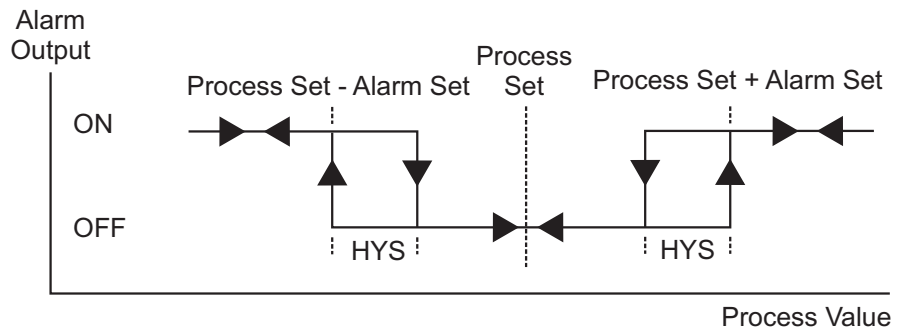 Alarm
Output
Process
Set
Process Set - Alarm Set
Process Set + Alarm Set
ON
OFF
HYS
HYS
Process Value